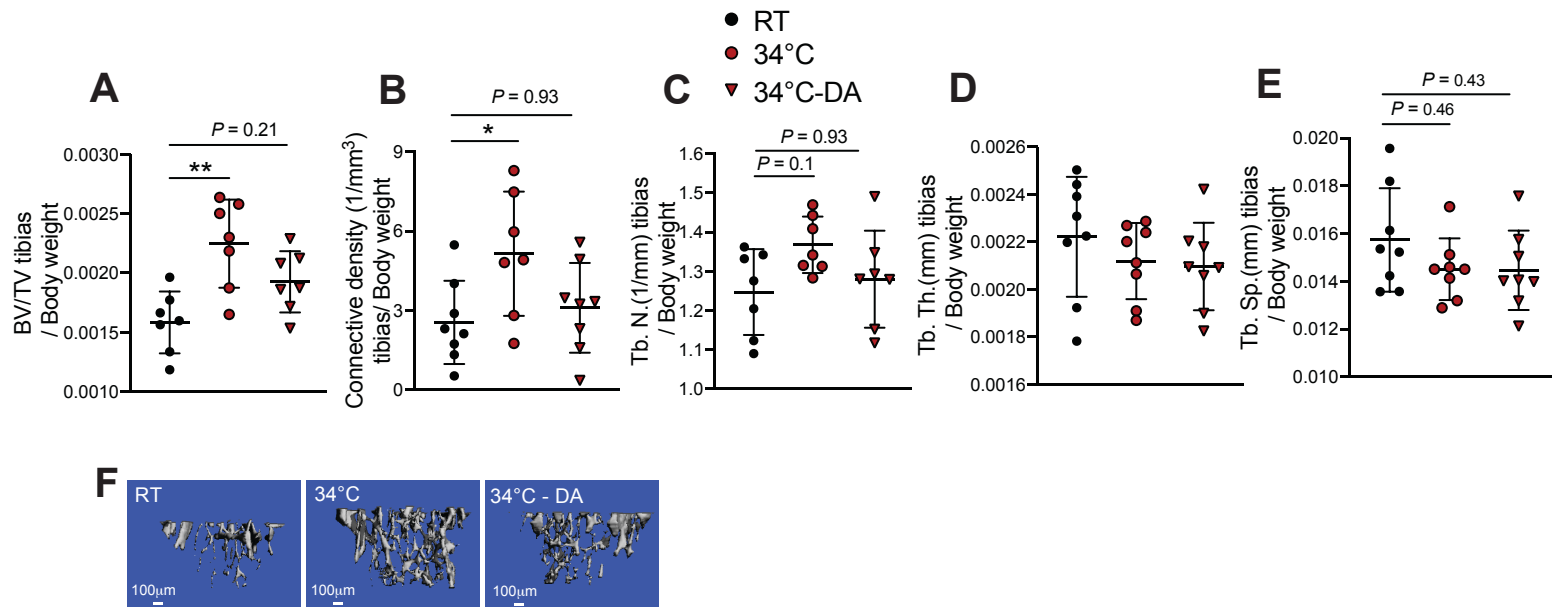 RT
34°C
34°C-DA
A
P = 0.21
**
0.0030
0.0025
0.0020
0.0015
0.0010
BV/TV tibias
/ Body weight
B
P = 0.93
*
9
6
3
0
Connective density (1/mm³)
tibias/ Body weight
C
P = 0.93
P = 0.1
1.6
1.5
1.4
1.3
1.2
1.1
1.0
Tb. N.(1/mm) tibias
/ Body weight
D
0.0026
0.0024
0.0022
0.0020
0.0018
0.0016
Tb. Th.(mm) tibias
/ Body weight
E
P = 0.43
P = 0.46
0.020
0.018
0.016
0.014
0.012
0.010
Tb. Sp.(mm) tibias
/ Body weight
F
RT
100µm
34°C
100µm
34°C - DA
100µm